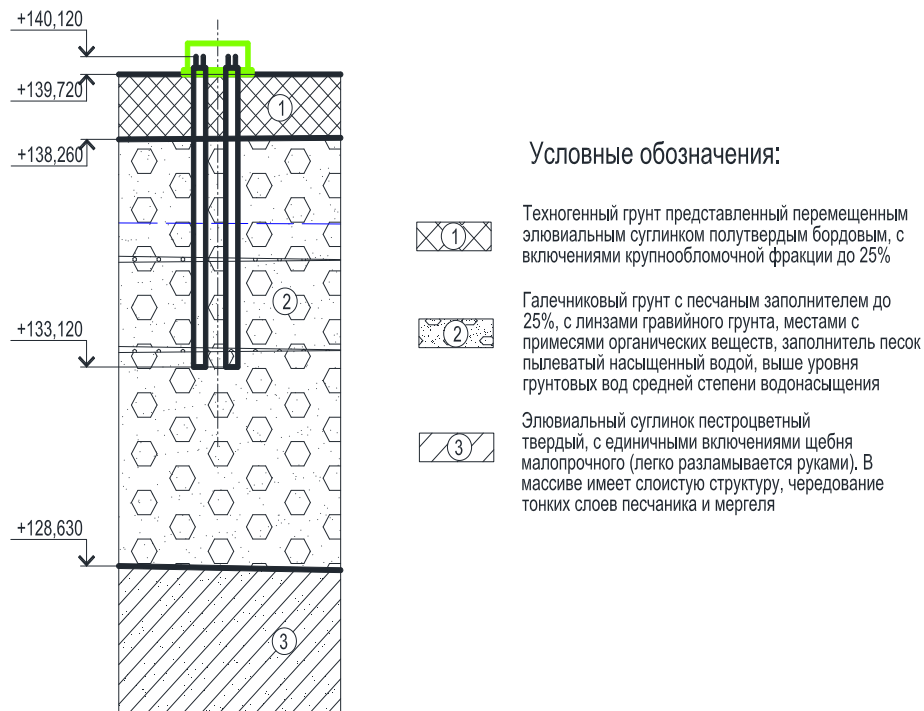 +140,120
+139,720
1
+138,260
2
+133,120
+128,630
3
Условные обозначения:
1
Техногенный грунт представленный перемещенным
элювиальным суглинком полутвердым бордовым, с
включениями крупнообломочной фракции до 25%
2
Галечниковый грунт с песчаным заполнителем до
25%, с линзами гравийного грунта, местами с
примесями органических веществ, заполнитель песок
пылеватый насыщенный водой, выше уровня
грунтовых вод средней степени водонасыщения
3
Элювиальный суглинок пестроцветный
твердый, с единичными включениями щебня
малопрочного (легко разламывается руками). В
массиве имеет слоистую структуру, чередование
тонких слоев песчаника и мергеля